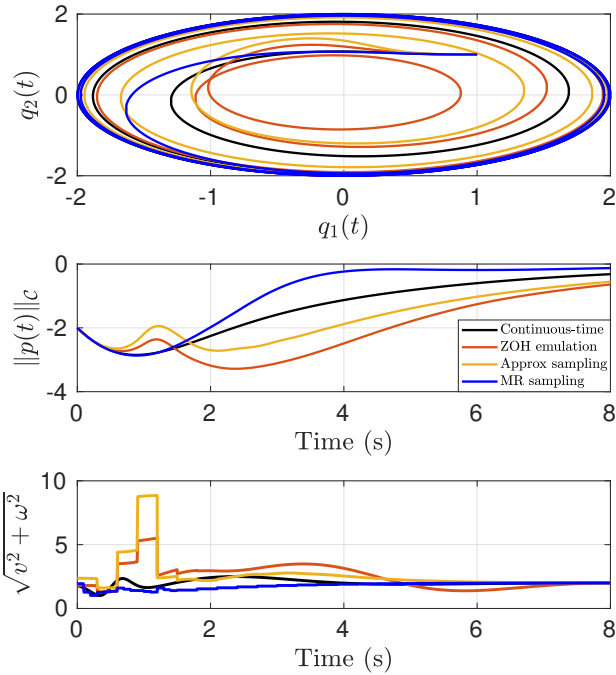 2
0
-2
q₂(t)
-2 -1 0 1 2
q₁(t)
0
-2
-4
‖p(t)‖_C
Continuous-time
ZOH emulation
Approx sampling
MR sampling
0 2 4 6 8
Time (s)
10
5
0
√v² + ω²
0 2 4 6 8
Time (s)